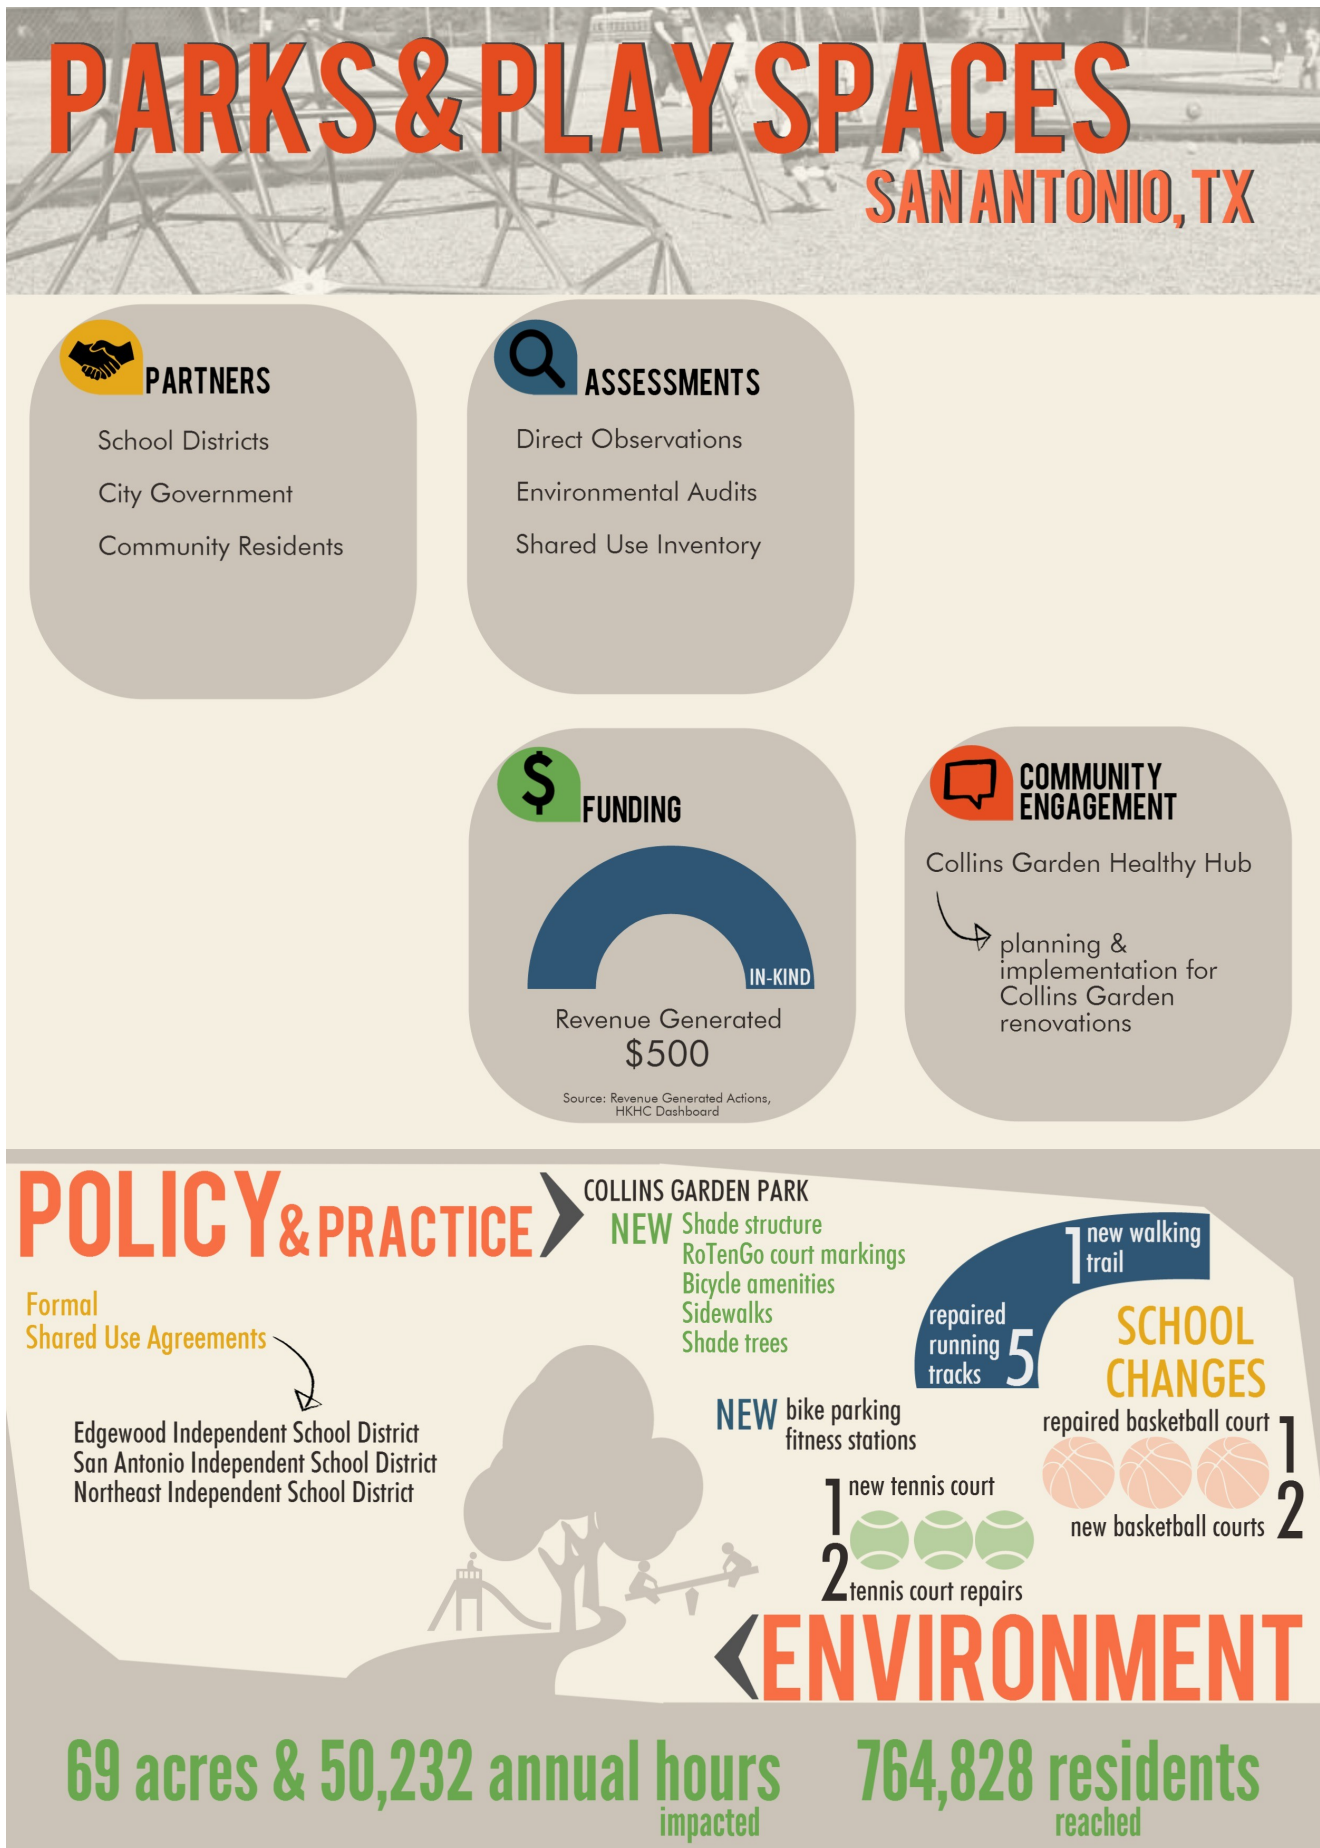 PARKS & PLAY SPACES
SAN ANTONIO, TX
PARTNERS
School Districts
City Government
Community Residents
ASSESSMENTS
Direct Observations
Environmental Audits
Shared Use Inventory
$
FUNDING
IN-KIND
Revenue Generated
$500
Source: Revenue Generated Actions,
HKHC Dashboard
COMMUNITY
ENGAGEMENT
Collins Garden Healthy Hub
planning &
implementation for
Collins Garden
renovations
POLICY & PRACTICE
Formal
Shared Use Agreements
Edgewood Independent School District
San Antonio Independent School District
Northeast Independent School District
COLLINS GARDEN PARK
NEW Shade structure
RoTenGo court markings
Bicycle amenities
Sidewalks
Shade trees
1 new walking
trail
repaired
running
tracks 5
SCHOOL
CHANGES
NEW bike parking
fitness stations
repaired basketball court 1
new basketball courts 2
1 new tennis court
2 tennis court repairs
ENVIRONMENT
69 acres & 50,232 annual hours
impacted
764,828 residents
reached